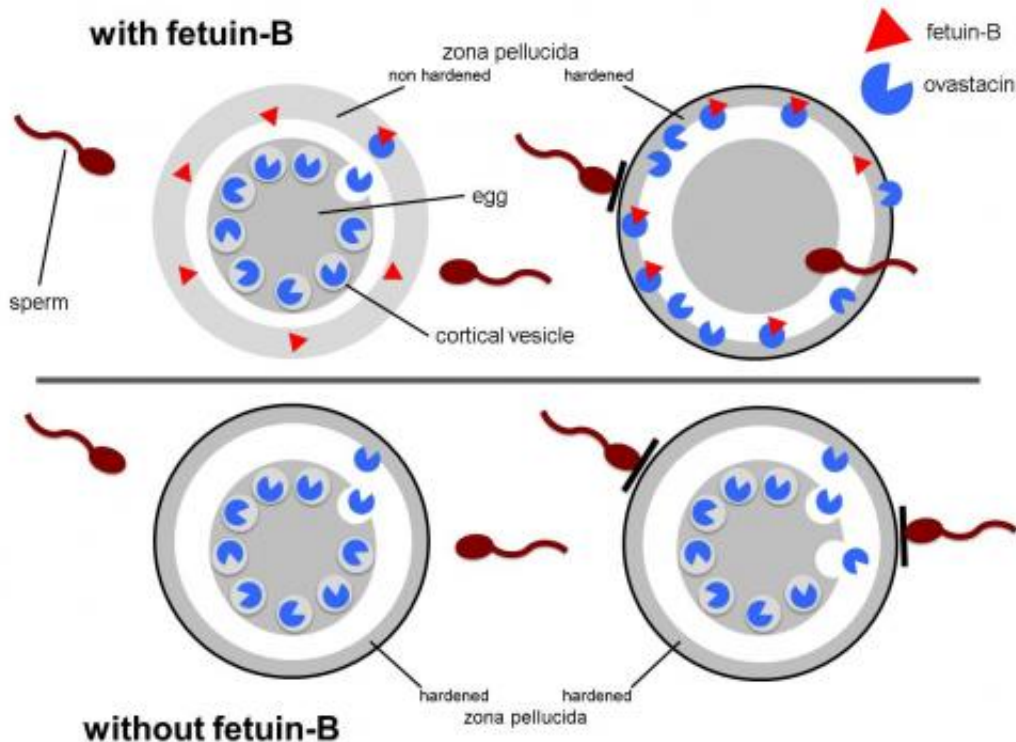 with fetuin-B
zona pellucida
non hardened
hardened
fetuin-B
ovastacin
egg
sperm
cortical vesicle
hardened
hardened
zona pellucida
without fetuin-B